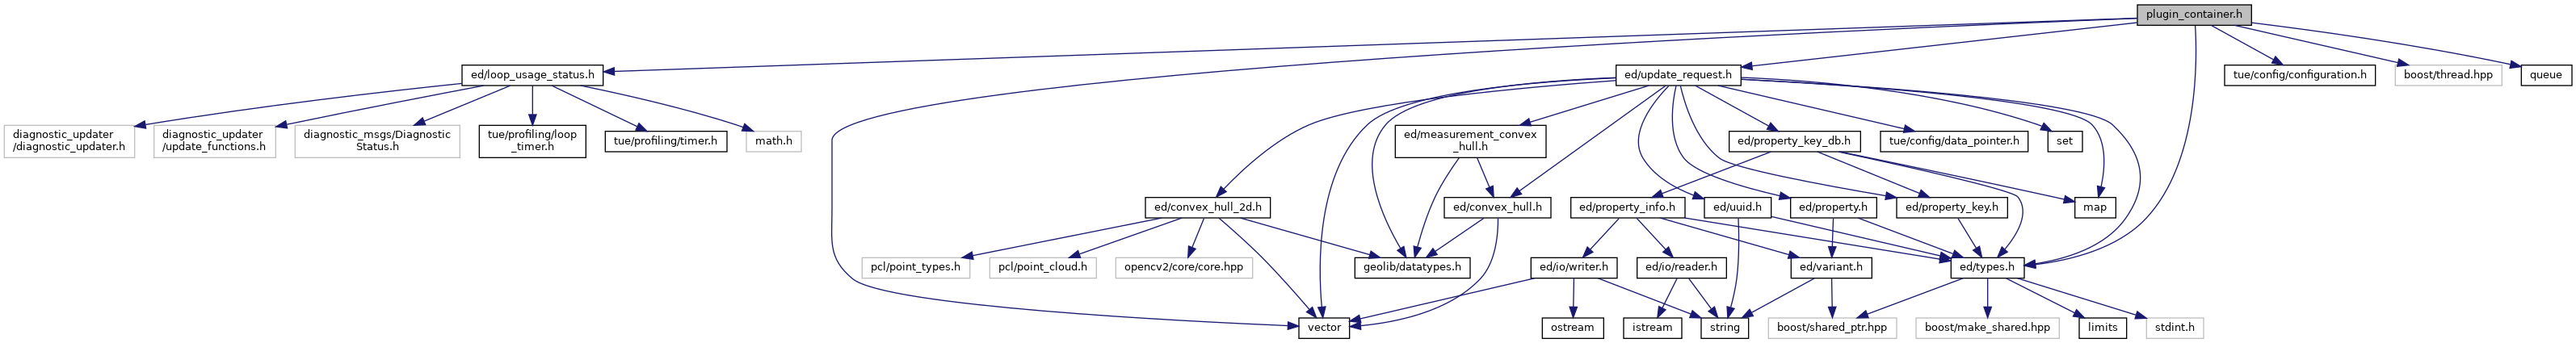 plugin_container.h
ed/loop_usage_status.h
ed/update_request.h
tue/config/configuration.h
boost/thread.hpp
queue
diagnostic_updater
/diagnostic_updater.h
diagnostic_updater
/update_functions.h
diagnostic_msgs/Diagnostic
Status.h
tue/profiling/loop
_timer.h
tue/profiling/timer.h
math.h
ed/measurement_convex
_hull.h
ed/property_key_db.h
tue/config/data_pointer.h
set
ed/convex_hull_2d.h
ed/convex_hull.h
ed/property_info.h
ed/uuid.h
ed/property.h
ed/property_key.h
map
pcl/point_types.h
pcl/point_cloud.h
opencv2/core/core.hpp
geolib/datatypes.h
ed/io/writer.h
ed/io/reader.h
ed/variant.h
ed/types.h
vector
ostream
istream
string
boost/shared_ptr.hpp
boost/make_shared.hpp
limits
stdint.h